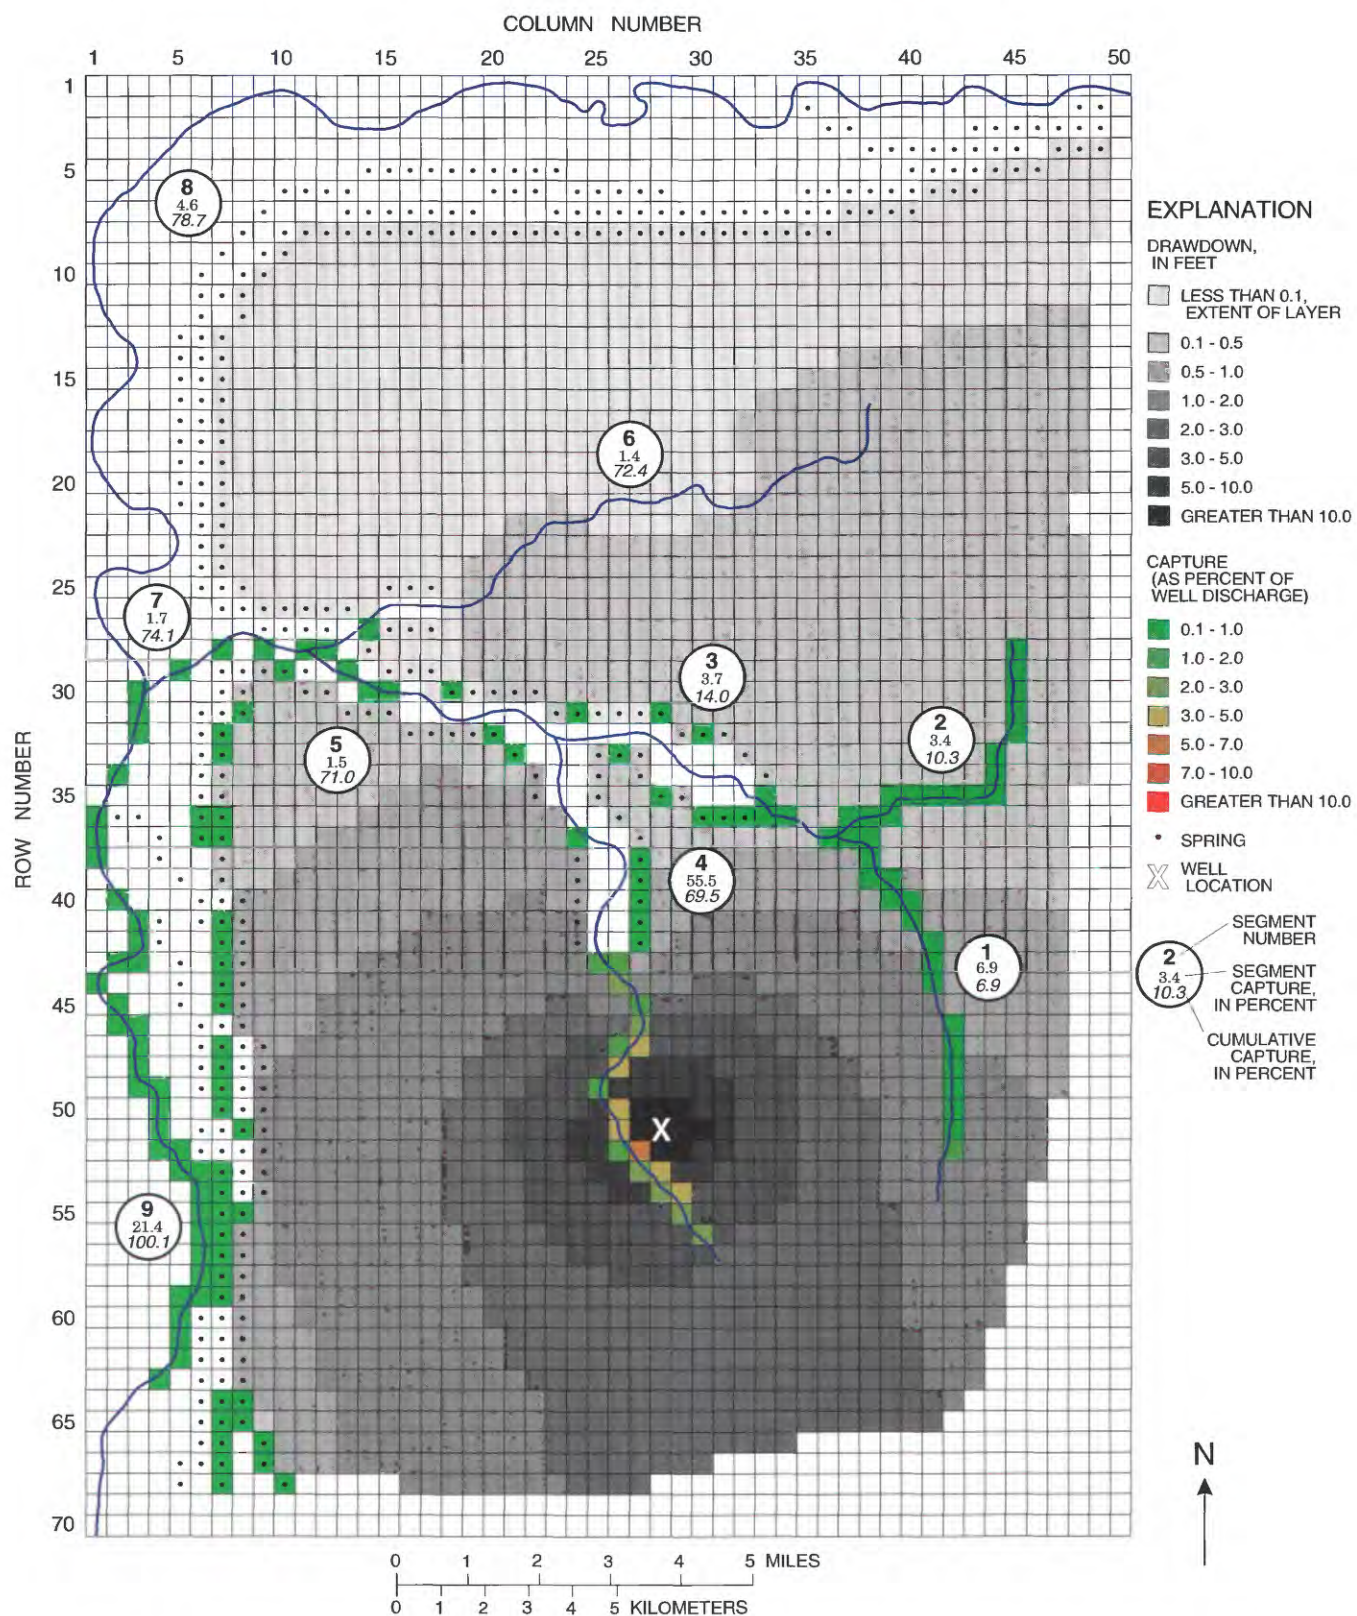 COLUMN NUMBER
1 5 10 15 20 25 30 35 40 45 50
1
5
10
15
20
25
30
35
40
45
50
55
60
65
70
ROW NUMBER
8
4.6
78.7
6
1.4
72.4
7
1.7
74.1
3
3.7
14.0
2
3.4
10.3
5
1.5
71.0
4
55.5
69.5
1
6.9
6.9
X
9
21.4
100.1
EXPLANATION
DRAWDOWN,
IN FEET
LESS THAN 0.1,
EXTENT OF LAYER
0.1 - 0.5
0.5 - 1.0
1.0 - 2.0
2.0 - 3.0
3.0 - 5.0
5.0 - 10.0
GREATER THAN 10.0
CAPTURE
(AS PERCENT OF
WELL DISCHARGE)
0.1 - 1.0
1.0 - 2.0
2.0 - 3.0
3.0 - 5.0
5.0 - 7.0
7.0 - 10.0
GREATER THAN 10.0
SPRING
X WELL
LOCATION
SEGMENT
NUMBER
2
3.4
10.3
SEGMENT
CAPTURE,
IN PERCENT
CUMULATIVE
CAPTURE,
IN PERCENT
N
0 1 2 3 4 5 MILES
0 1 2 3 4 5 KILOMETERS